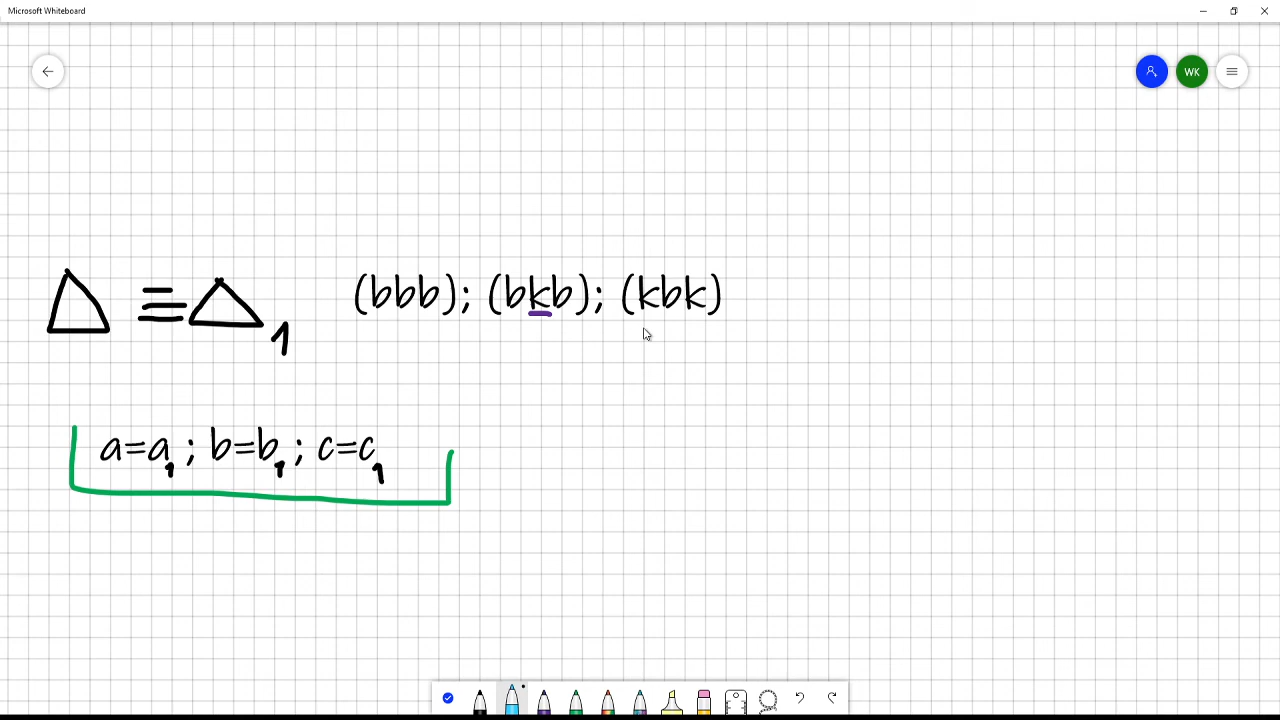 Microsoft Whiteboard
WK
△ ≡ △₁ (bbb); (bkb); (kbk)
a=a₁; b=b₁; c=c₁